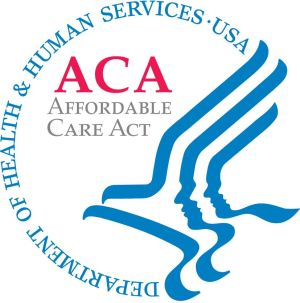 DEPARTMENT OF HEALTH & HUMAN SERVICES · USA
ACA
AFFORDABLE
CARE ACT